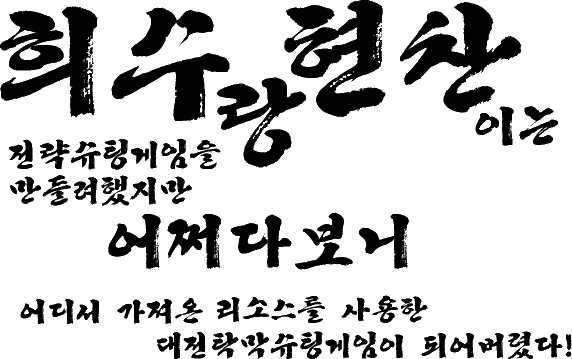 희수랑현찬이는
전략슈팅게임을
만들려했지만
어쩌다보니
어디서 가져온 리소스를 사용한
대전탁막슈팅게임이 되어버렸다!